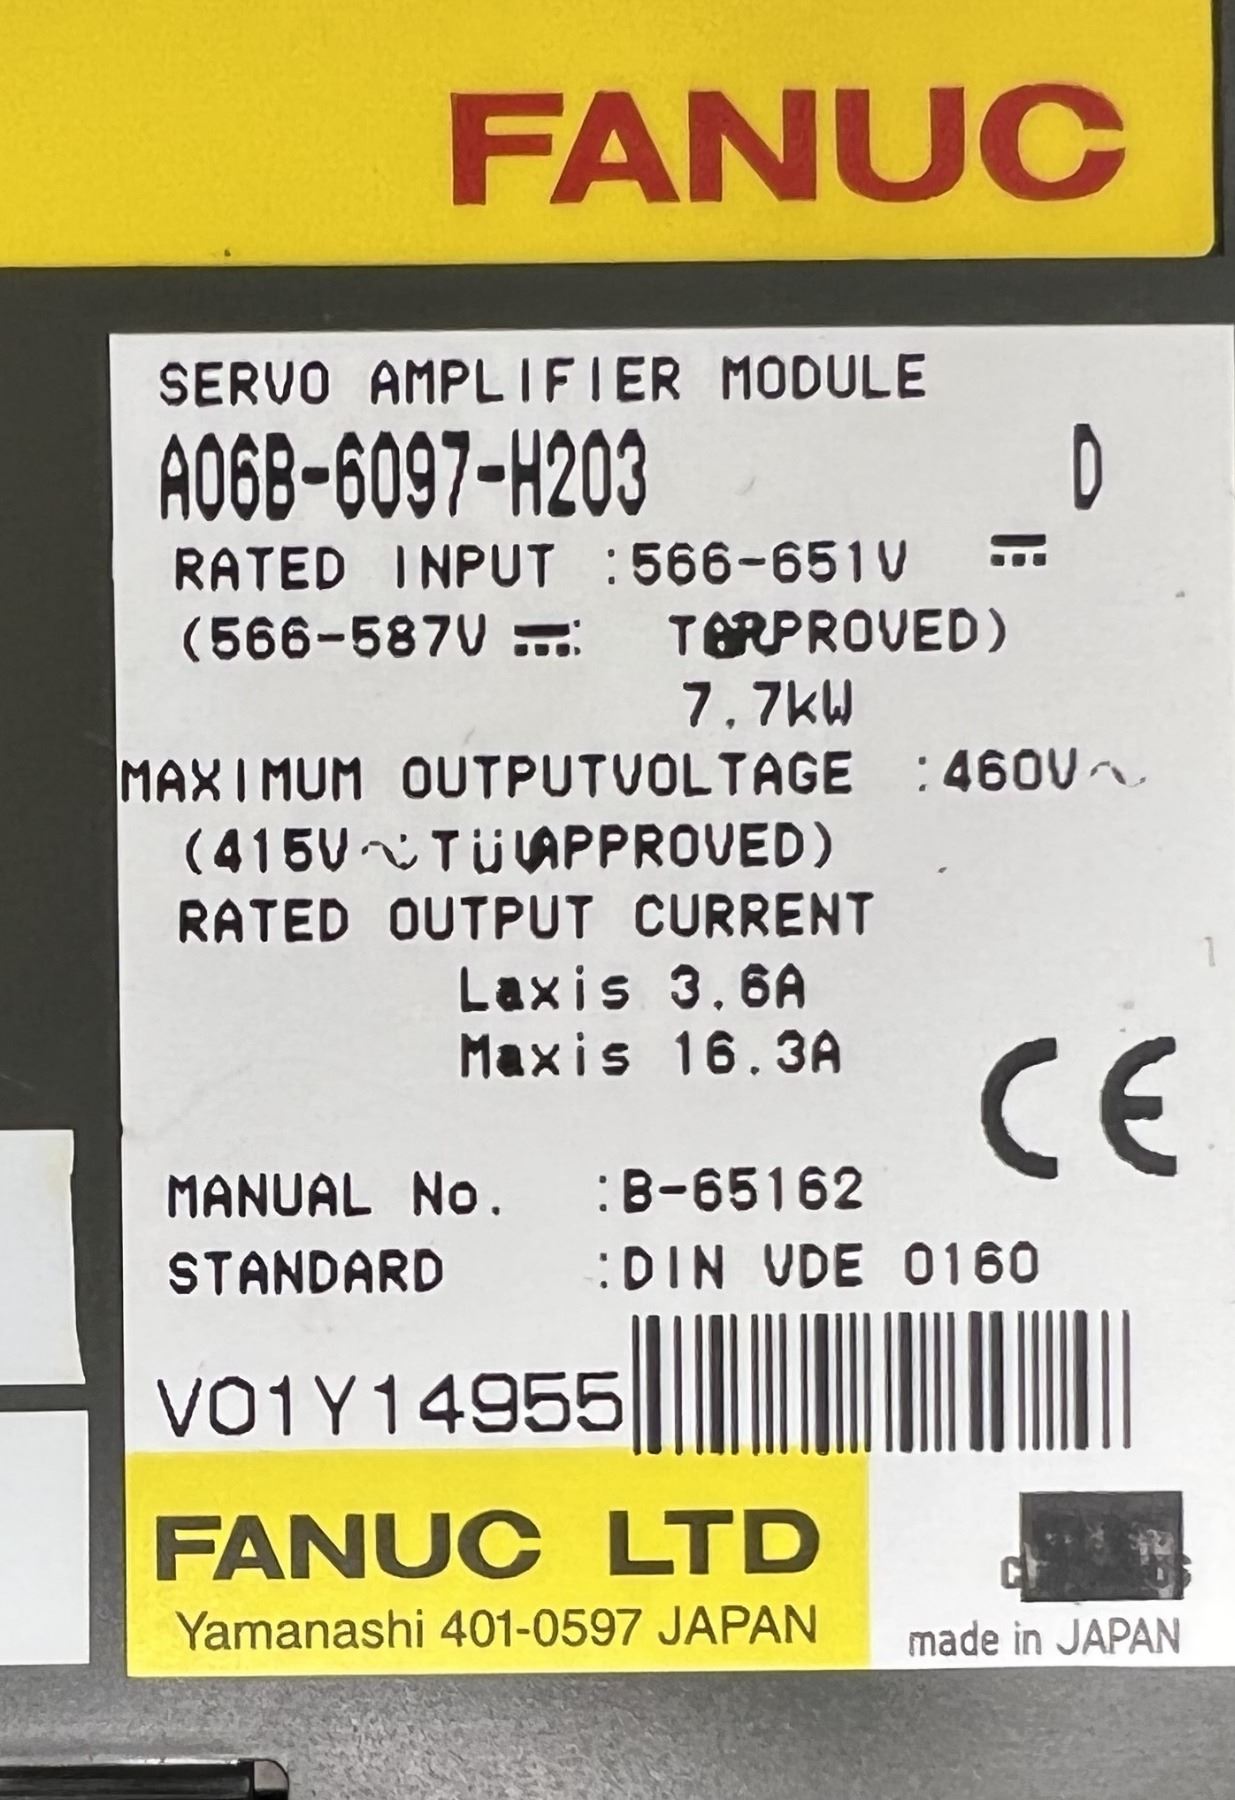 FANUC
SERVO AMPLIFIER MODULE
A06B-6097-H203 D
RATED INPUT :566-651V ⎓
(566-587V ⎓: PROVED)
7.7kW
MAXIMUM OUTPUTVOLTAGE :460V~
(415V~ TÜVAPPROVED)
RATED OUTPUT CURRENT
Laxis 3.6A
Maxis 16.3A
CE
MANUAL No. :B-65162
STANDARD :DIN VDE 0160
V01Y14955
FANUC LTD
Yamanashi 401-0597 JAPAN
made in JAPAN